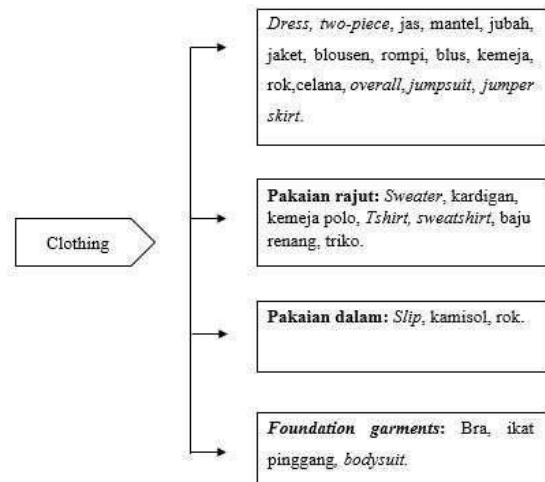 Clothing
Dress, two-piece, jas, mantel, jubah,
jaket, blousen, rompi, blus, kemeja,
rok,celana, overall, jumpsuit, jumper
skirt.
Pakaian rajut: Sweater, kardigan,
kemeja polo, Tshirt, sweatshirt, baju
renang, triko.
Pakaian dalam: Slip, kamisol, rok.
Foundation garments: Bra, ikat
pinggang, bodysuit.